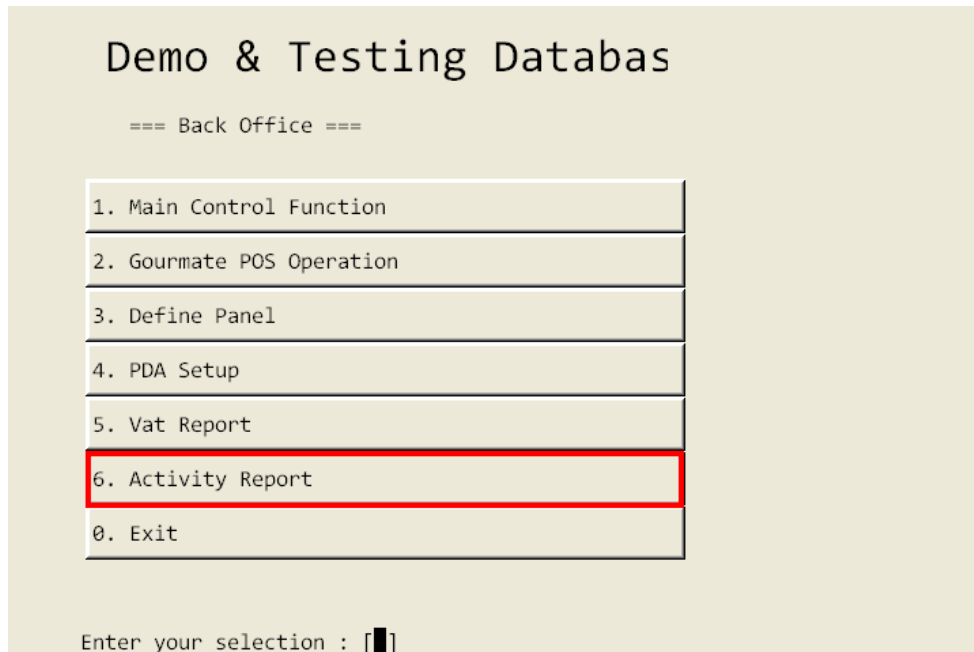 Demo & Testing Databas
=== Back Office ===
1. Main Control Function
2. Gourmate POS Operation
3. Define Panel
4. PDA Setup
5. Vat Report
6. Activity Report
0. Exit
Enter your selection : [ ]